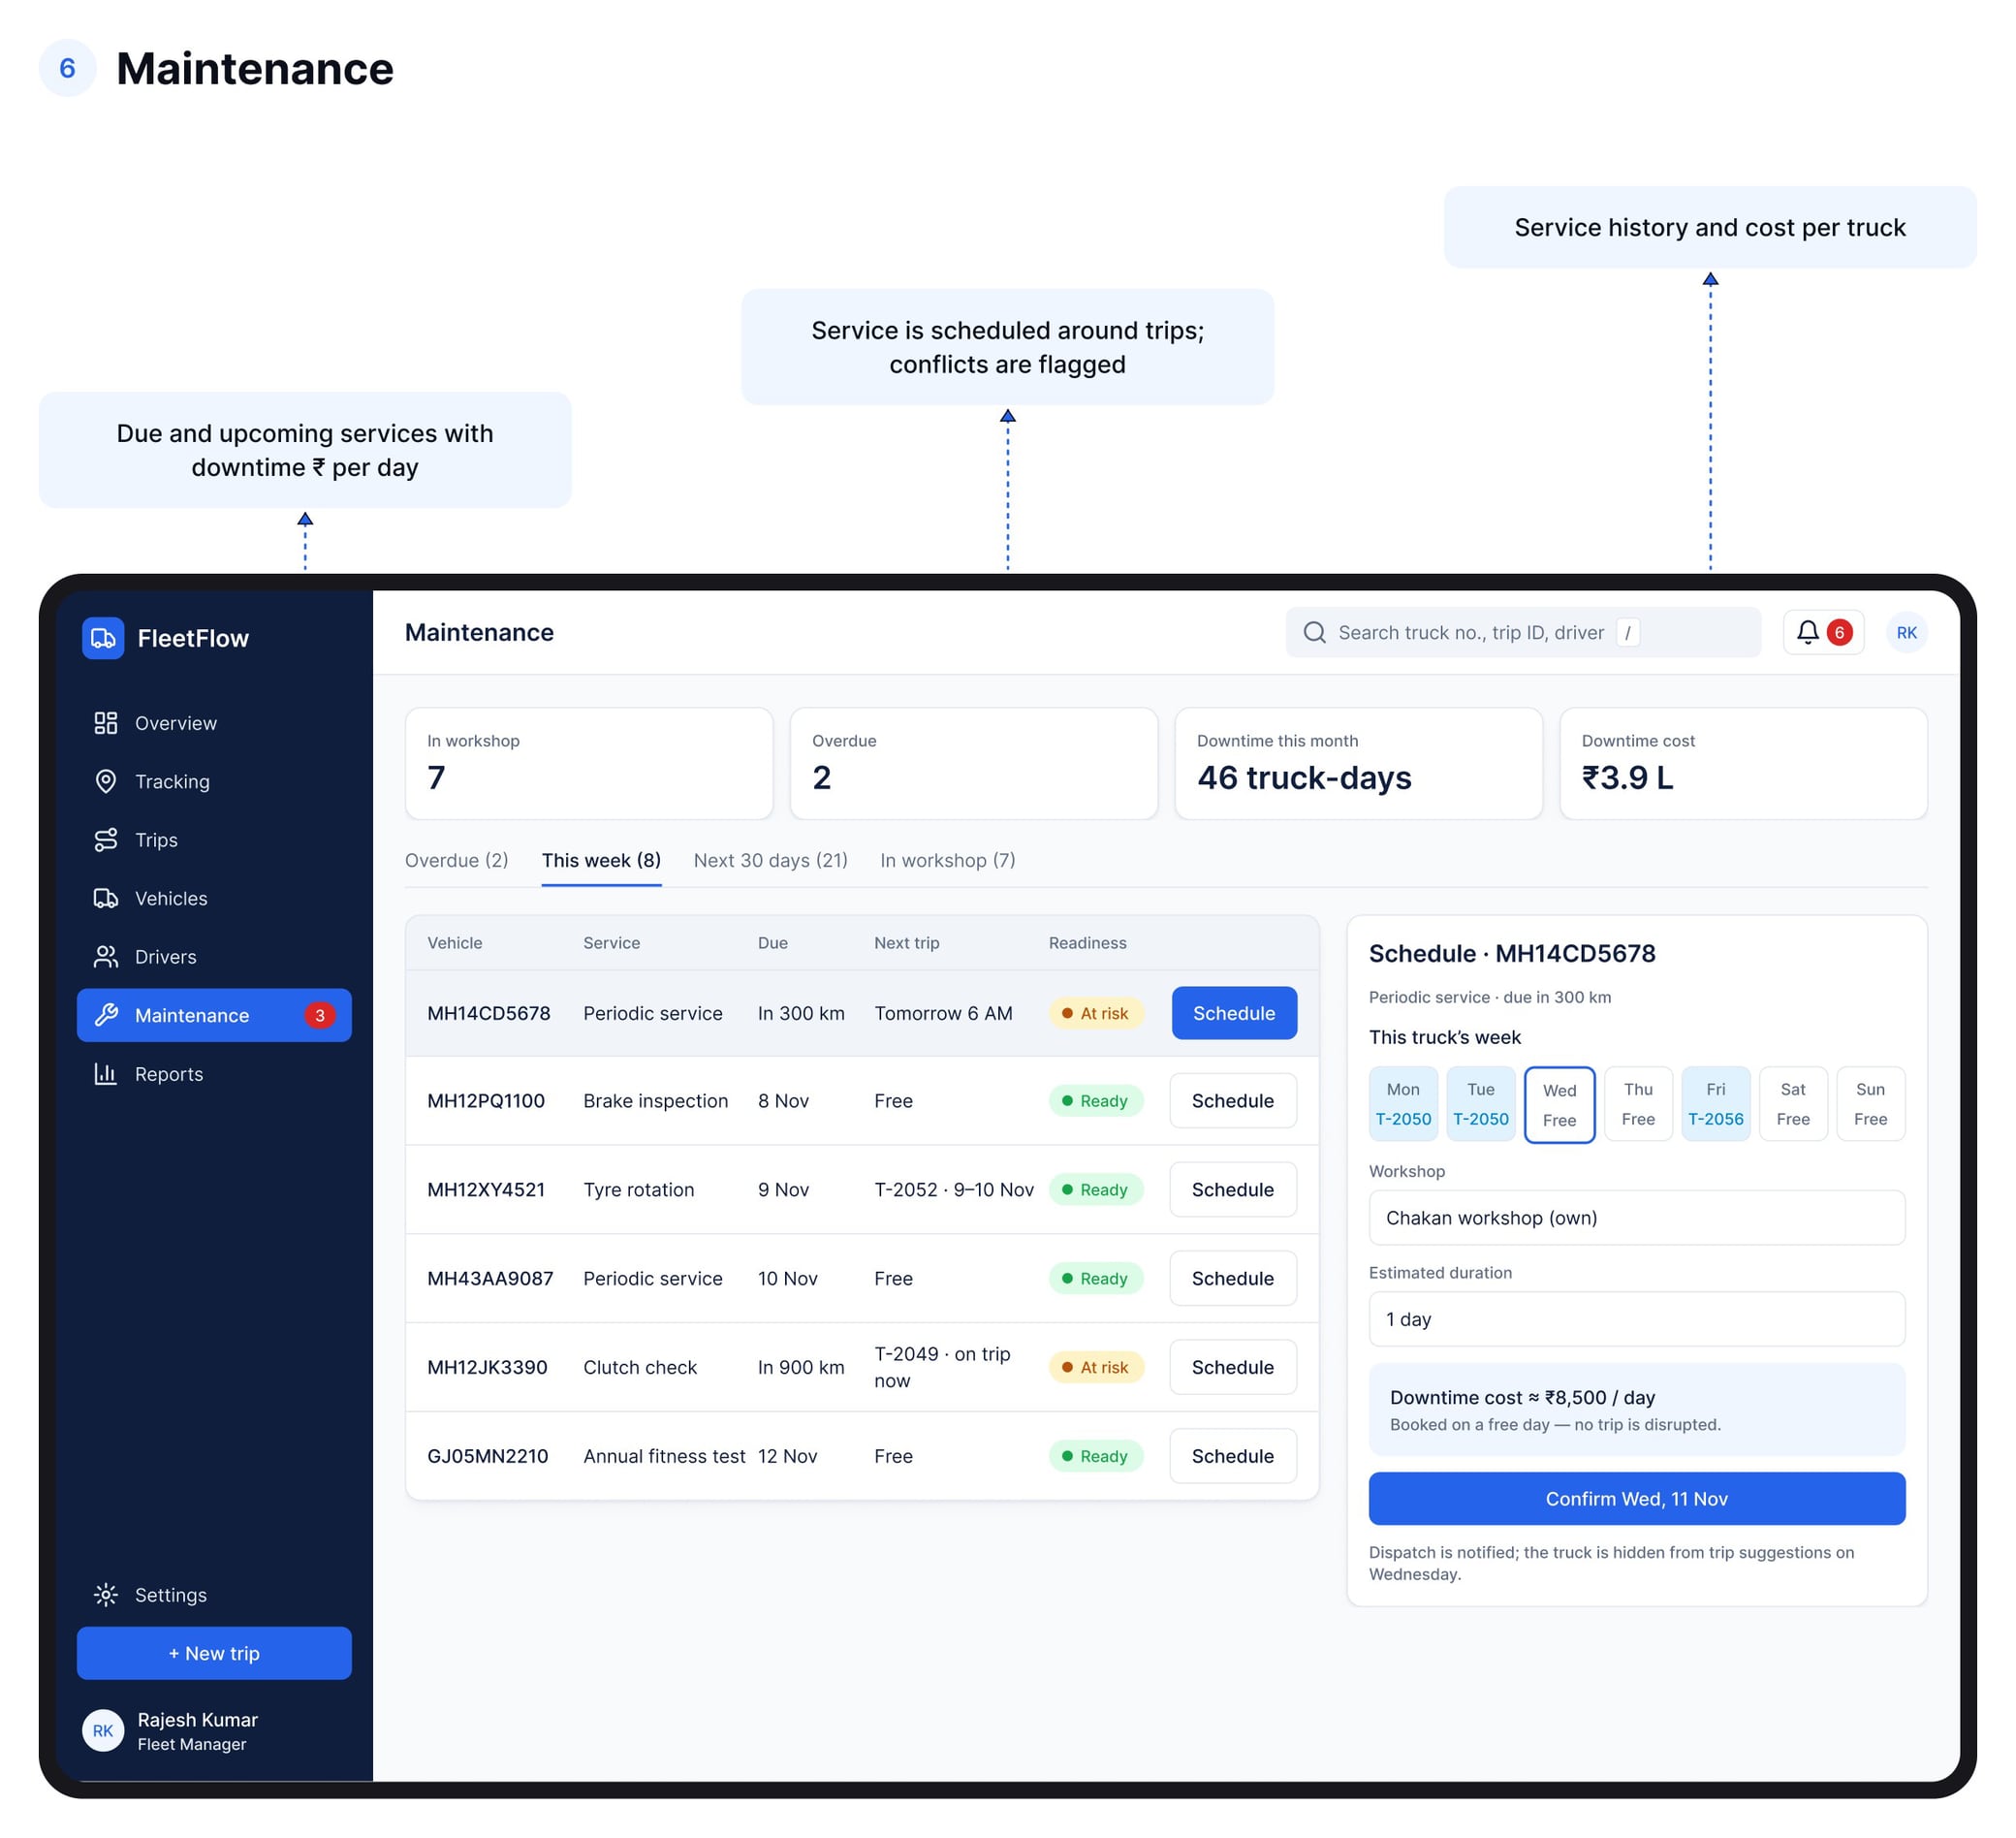 6 Maintenance
Service history and cost per truck
Service is scheduled around trips;
conflicts are flagged
Due and upcoming services with
downtime ₹ per day
FleetFlow
Overview
Tracking
Trips
Vehicles
Drivers
Maintenance 3
Reports
Settings
+ New trip
RK
Rajesh Kumar
Fleet Manager
Maintenance
Search truck no., trip ID, driver /
6
RK
In workshop
7
Overdue
2
Downtime this month
46 truck-days
Downtime cost
₹3.9 L
Overdue (2) This week (8) Next 30 days (21) In workshop (7)
Vehicle Service Due Next trip Readiness
MH14CD5678 Periodic service In 300 km Tomorrow 6 AM At risk Schedule
MH12PQ1100 Brake inspection 8 Nov Free Ready Schedule
MH12XY4521 Tyre rotation 9 Nov T-2052 · 9–10 Nov Ready Schedule
MH43AA9087 Periodic service 10 Nov Free Ready Schedule
MH12JK3390 Clutch check In 900 km T-2049 · on trip
now At risk Schedule
GJ05MN2210 Annual fitness test 12 Nov Free Ready Schedule
Schedule · MH14CD5678
Periodic service · due in 300 km
This truck’s week
Mon Tue Wed Thu Fri Sat Sun
T-2050 T-2050 Free Free T-2056 Free Free
Workshop
Chakan workshop (own)
Estimated duration
1 day
Downtime cost ≈ ₹8,500 / day
Booked on a free day — no trip is disrupted.
Confirm Wed, 11 Nov
Dispatch is notified; the truck is hidden from trip suggestions on
Wednesday.